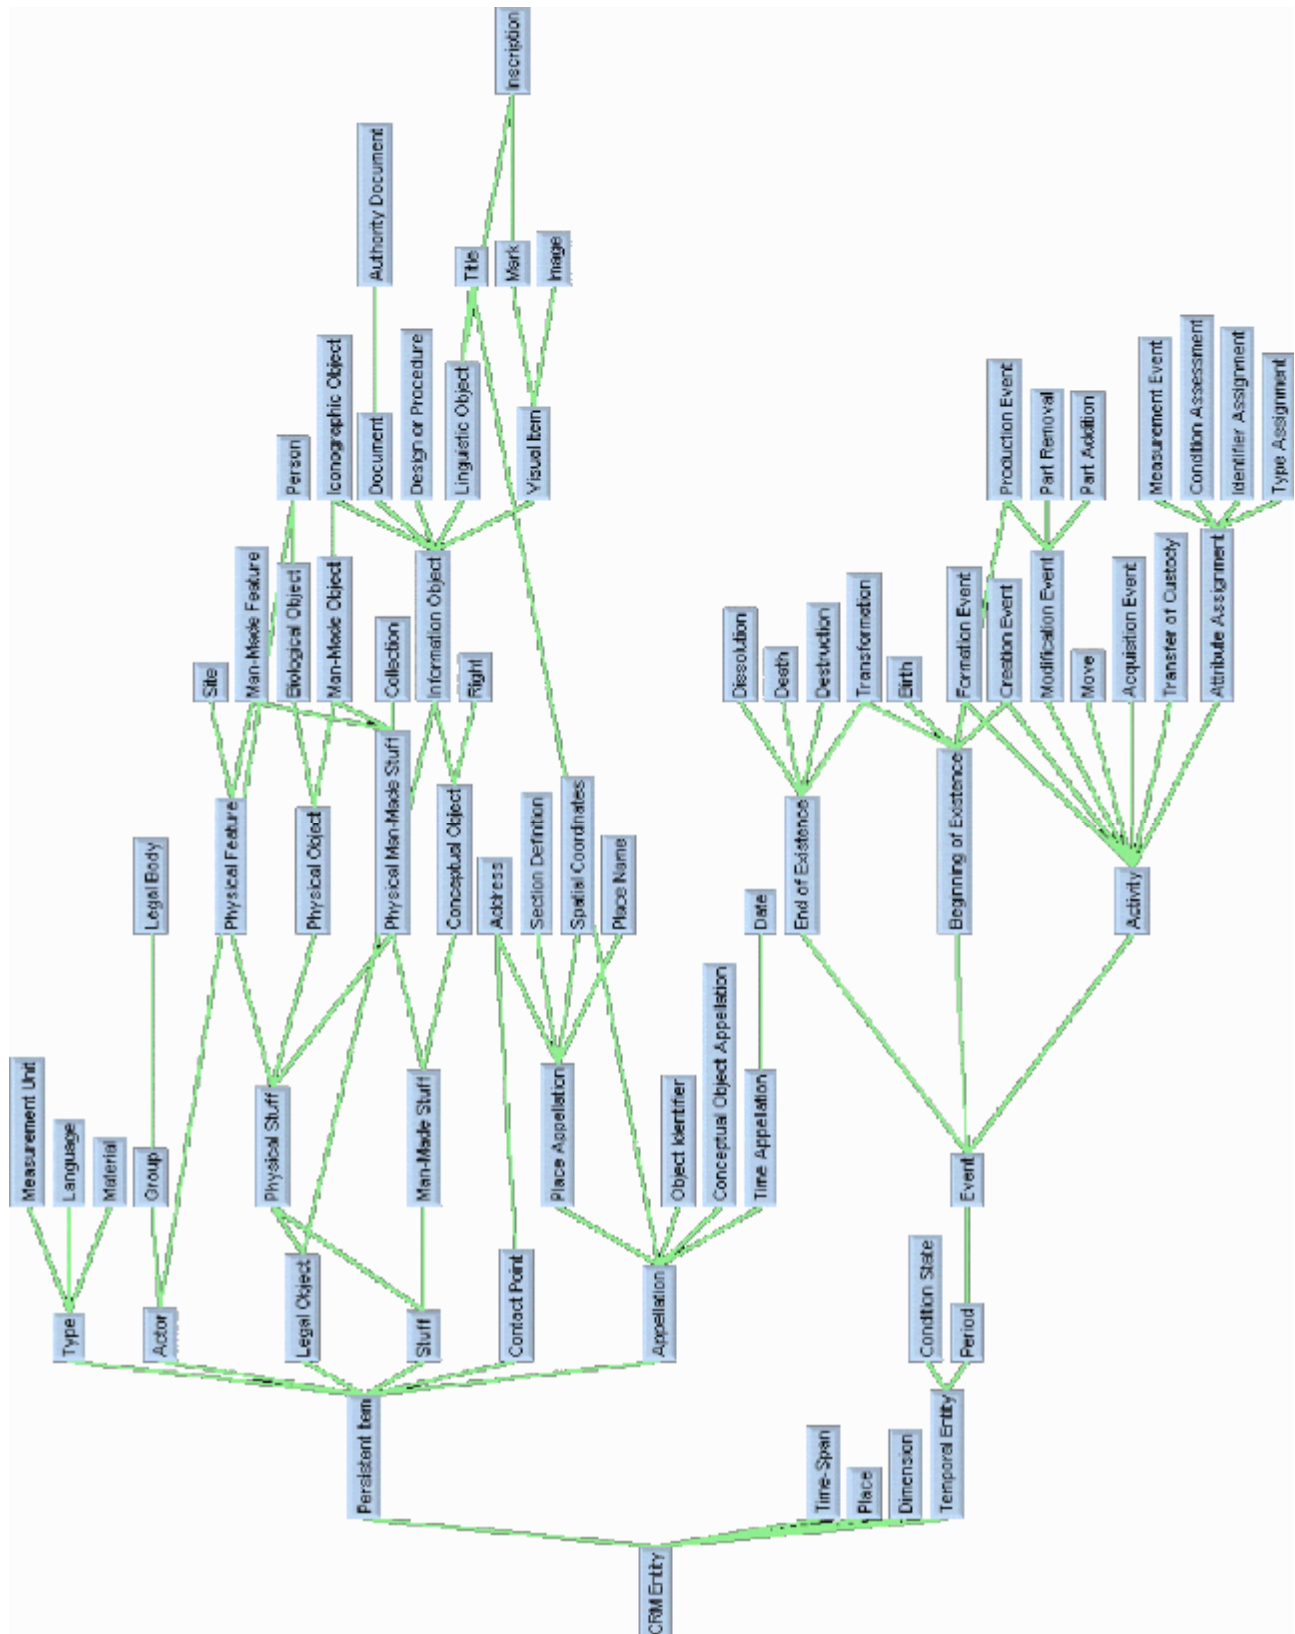 CRM Entity
Persistent Item
Time-Span
Place
Dimension
Temporal Entity
Type
Actor
Legal Object
Stuff
Contact Point
Appellation
Condition State
Period
Measurement Unit
Language
Material
Group
Physical Stuff
Man-Made Stuff
Place Appellation
Object Identifier
Conceptual Object Appellation
Time Appellation
Event
Legal Body
Physical Feature
Physical Object
Physical Man-Made Stuff
Conceptual Object
Address
Section Definition
Spatial Coordinates
Place Name
Date
End of Existence
Beginning of Existence
Activity
Site
Man-Made Feature
Biological Object
Man-Made Object
Collection
Information Object
Right
Dissolution
Death
Destruction
Transformation
Birth
Formation Event
Creation Event
Modification Event
Move
Acquisition Event
Transfer of Custody
Attribute Assignment
Person
Iconographic Object
Document
Design or Procedure
Linguistic Object
Visual Item
Production Event
Part Removal
Part Addition
Measurement Event
Condition Assessment
Identifier Assignment
Type Assignment
Authority Document
Title
Mark
Image
Inscription